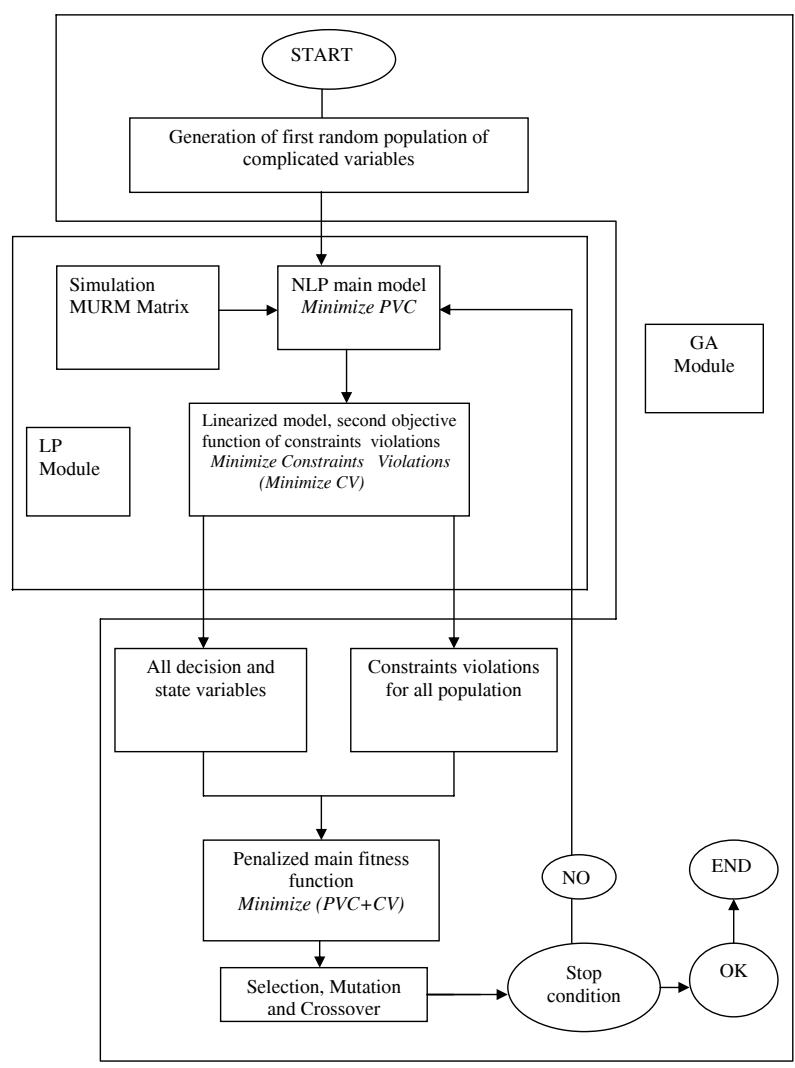 START
Generation of first random population of
complicated variables
Simulation
MURM Matrix
NLP main model
Minimize PVC
GA
Module
Linearized model, second objective
function of constraints violations
Minimize Constraints Violations
(Minimize CV)
LP
Module
All decision and
state variables
Constraints violations
for all population
Penalized main fitness
function
Minimize (PVC+CV)
NO
END
Selection, Mutation
and Crossover
Stop
condition
OK